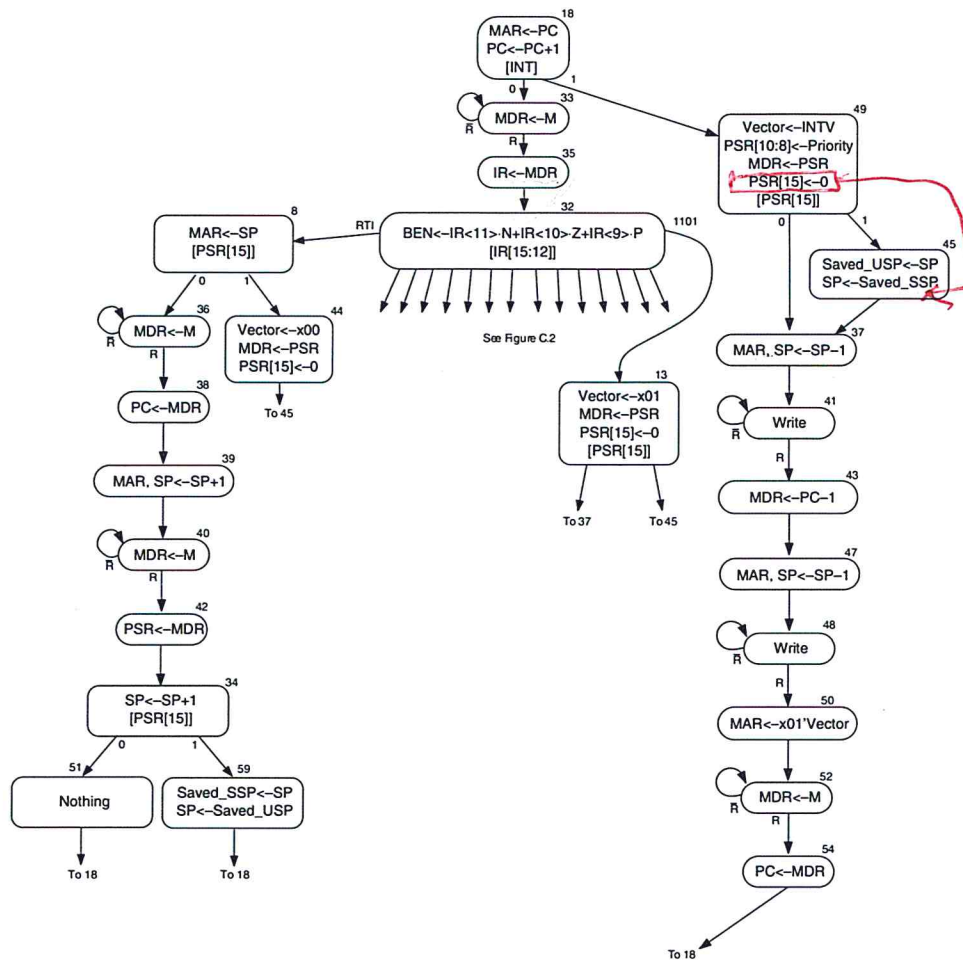 18
MAR<-PC
PC<-PC+1
[INT]
0
1
33
MDR<-M
R̄
R
35
IR<-MDR
32
BEN<-IR<11>·N+IR<10>·Z+IR<9>·P
[IR[15:12]]
RTI
1101
See Figure C.2
8
MAR<-SP
[PSR[15]]
0
1
36
MDR<-M
R̄
R
44
Vector<-x00
MDR<-PSR
PSR[15]<-0
To 45
38
PC<-MDR
39
MAR, SP<-SP+1
40
MDR<-M
R̄
R
42
PSR<-MDR
34
SP<-SP+1
[PSR[15]]
0
1
51
Nothing
To 18
59
Saved_SSP<-SP
SP<-Saved_USP
To 18
13
Vector<-x01
MDR<-PSR
PSR[15]<-0
[PSR[15]]
To 37
To 45
49
Vector<-INTV
PSR[10:8]<-Priority
MDR<-PSR
PSR[15]<-0
[PSR[15]]
0
1
45
Saved_USP<-SP
SP<-Saved_SSP
37
MAR, SP<-SP–1
41
Write
R̄
R
43
MDR<-PC–1
47
MAR, SP<-SP–1
48
Write
R̄
R
50
MAR<-x01'Vector
52
MDR<-M
R̄
R
54
PC<-MDR
To 18